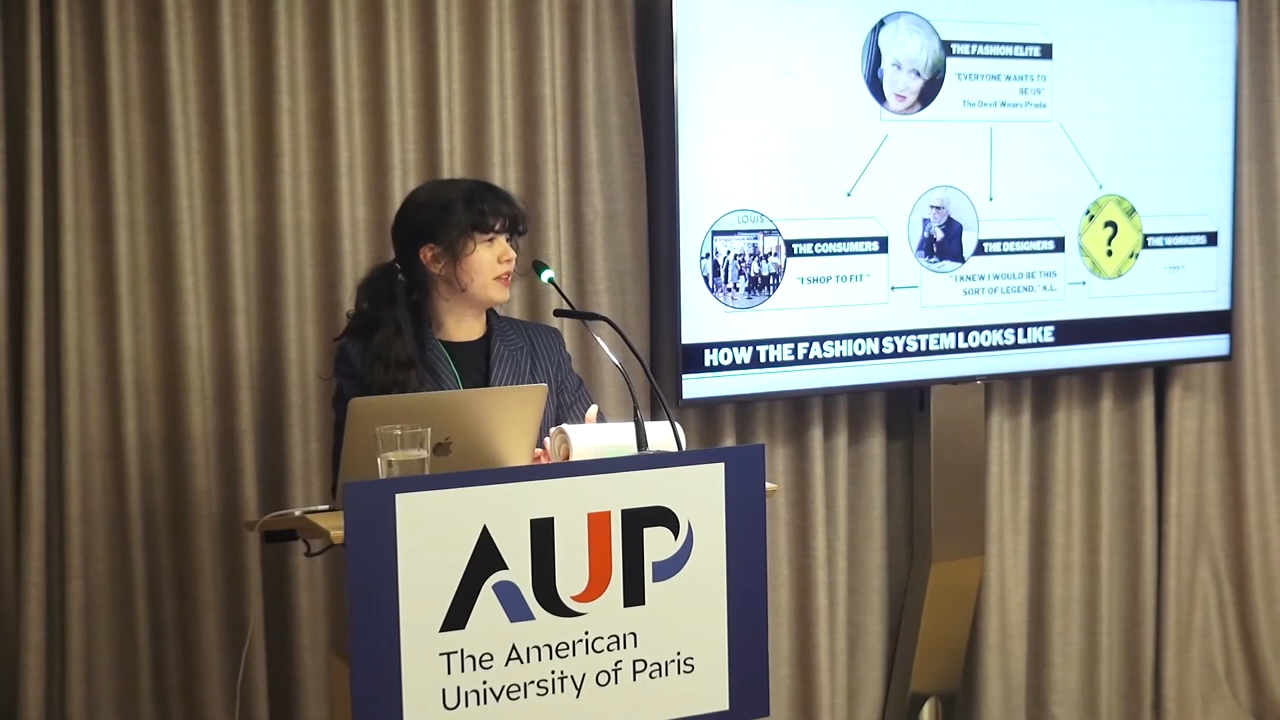 THE FASHION ELITE
"EVERYONE WANTS TO
BE US"
The Devil Wears Prada
LOUIS
THE CONSUMERS
"I SHOP TO FIT "
THE DESIGNERS
"I KNEW I WOULD BE THIS
SORT OF LEGEND." K.L.
?
THE WORKERS
HOW THE FASHION SYSTEM LOOKS LIKE
AUP
The American
University of Paris